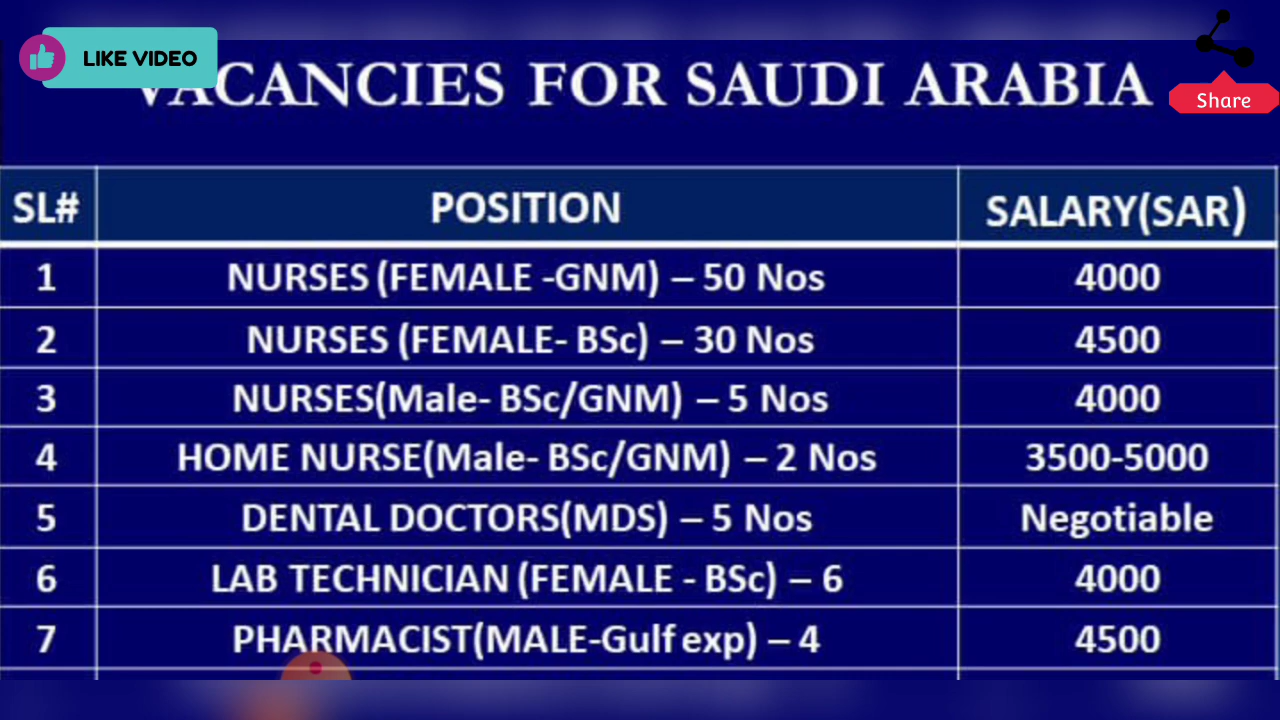 LIKE VIDEO
VACANCIES FOR SAUDI ARABIA
Share
SL# POSITION SALARY(SAR)
1 NURSES (FEMALE -GNM) – 50 Nos 4000
2 NURSES (FEMALE- BSc) – 30 Nos 4500
3 NURSES(Male- BSc/GNM) – 5 Nos 4000
4 HOME NURSE(Male- BSc/GNM) – 2 Nos 3500-5000
5 DENTAL DOCTORS(MDS) – 5 Nos Negotiable
6 LAB TECHNICIAN (FEMALE - BSc) – 6 4000
7 PHARMACIST(MALE-Gulf exp) – 4 4500